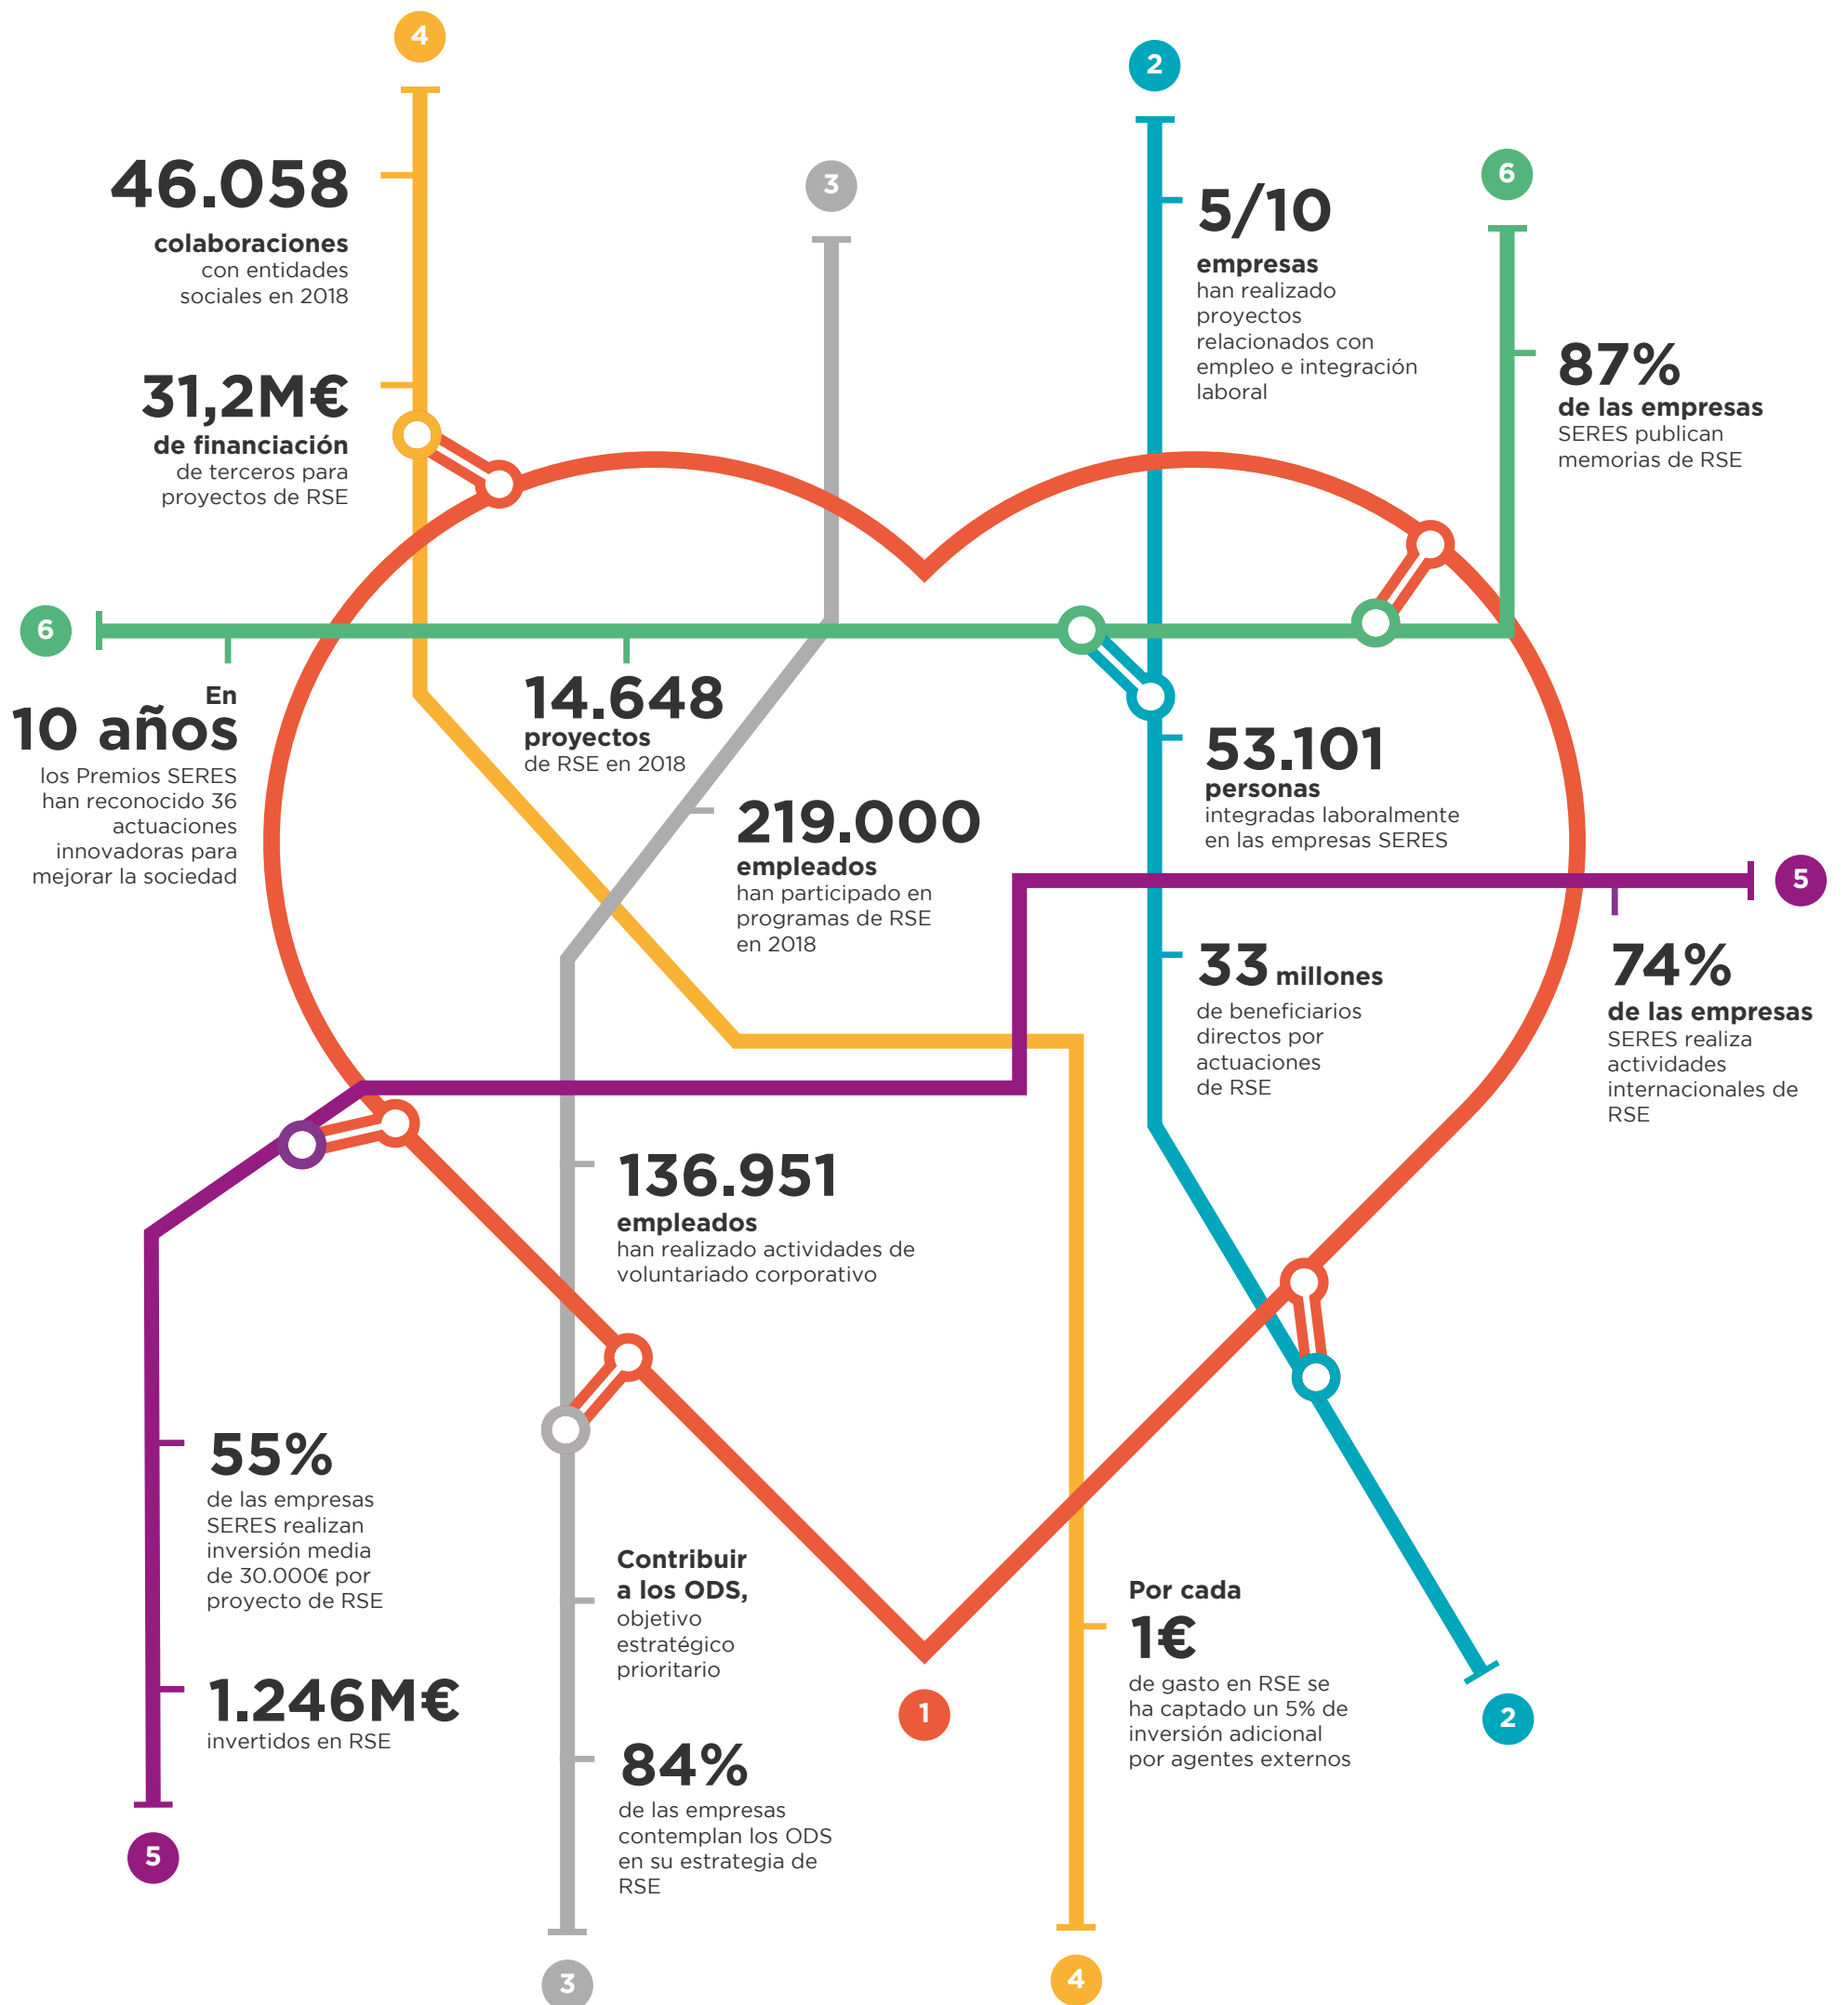 4
2
3
6
46.058
colaboraciones
con entidades
sociales en 2018
31,2M€
de financiación
de terceros para
proyectos de RSE
5/10
empresas
han realizado
proyectos
relacionados con
empleo e integración
laboral
87%
de las empresas
SERES publican
memorias de RSE
6
En
10 años
los Premios SERES
han reconocido 36
actuaciones
innovadoras para
mejorar la sociedad
14.648
proyectos
de RSE en 2018
219.000
empleados
han participado en
programas de RSE
en 2018
53.101
personas
integradas laboralmente
en las empresas SERES
5
33 millones
de beneficiarios
directos por
actuaciones
de RSE
74%
de las empresas
SERES realiza
actividades
internacionales de
RSE
136.951
empleados
han realizado actividades de
voluntariado corporativo
55%
de las empresas
SERES realizan
inversión media
de 30.000€ por
proyecto de RSE
1.246M€
invertidos en RSE
5
Contribuir
a los ODS,
objetivo
estratégico
prioritario
84%
de las empresas
contemplan los ODS
en su estrategia de
RSE
3
1
Por cada
1€
de gasto en RSE se
ha captado un 5% de
inversión adicional
por agentes externos
4
2